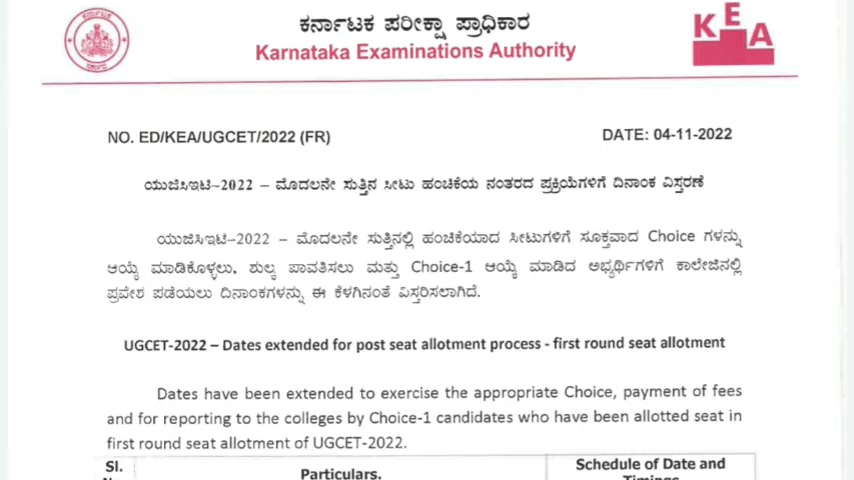 ಕರ್ನಾಟಕ ಪರೀಕ್ಷಾ ಪ್ರಾಧಿಕಾರ
Karnataka Examinations Authority
KEA
NO. ED/KEA/UGCET/2022 (FR) DATE: 04-11-2022
ಯುಜಿಸಿಇಟಿ-2022 – ಮೊದಲನೇ ಸುತ್ತಿನ ಸೀಟು ಹಂಚಿಕೆಯ ನಂತರದ ಪ್ರಕ್ರಿಯೆಗಳಿಗೆ ದಿನಾಂಕ ವಿಸ್ತರಣೆ
ಯುಜಿಸಿಇಟಿ-2022 – ಮೊದಲನೇ ಸುತ್ತಿನಲ್ಲಿ ಹಂಚಿಕೆಯಾದ ಸೀಟುಗಳಿಗೆ ಸೂಕ್ತವಾದ Choice ಗಳನ್ನು
ಆಯ್ಕೆ ಮಾಡಿಕೊಳ್ಳಲು, ಶುಲ್ಕ ಪಾವತಿಸಲು ಮತ್ತು Choice-1 ಆಯ್ಕೆ ಮಾಡಿದ ಅಭ್ಯರ್ಥಿಗಳಿಗೆ ಕಾಲೇಜಿನಲ್ಲಿ
ಪ್ರವೇಶ ಪಡೆಯಲು ದಿನಾಂಕಗಳನ್ನು ಈ ಕೆಳಗಿನಂತೆ ವಿಸ್ತರಿಸಲಾಗಿದೆ.
UGCET-2022 – Dates extended for post seat allotment process - first round seat allotment
Dates have been extended to exercise the appropriate Choice, payment of fees
and for reporting to the colleges by Choice-1 candidates who have been allotted seat in
first round seat allotment of UGCET-2022.
Sl. Particulars. Schedule of Date and